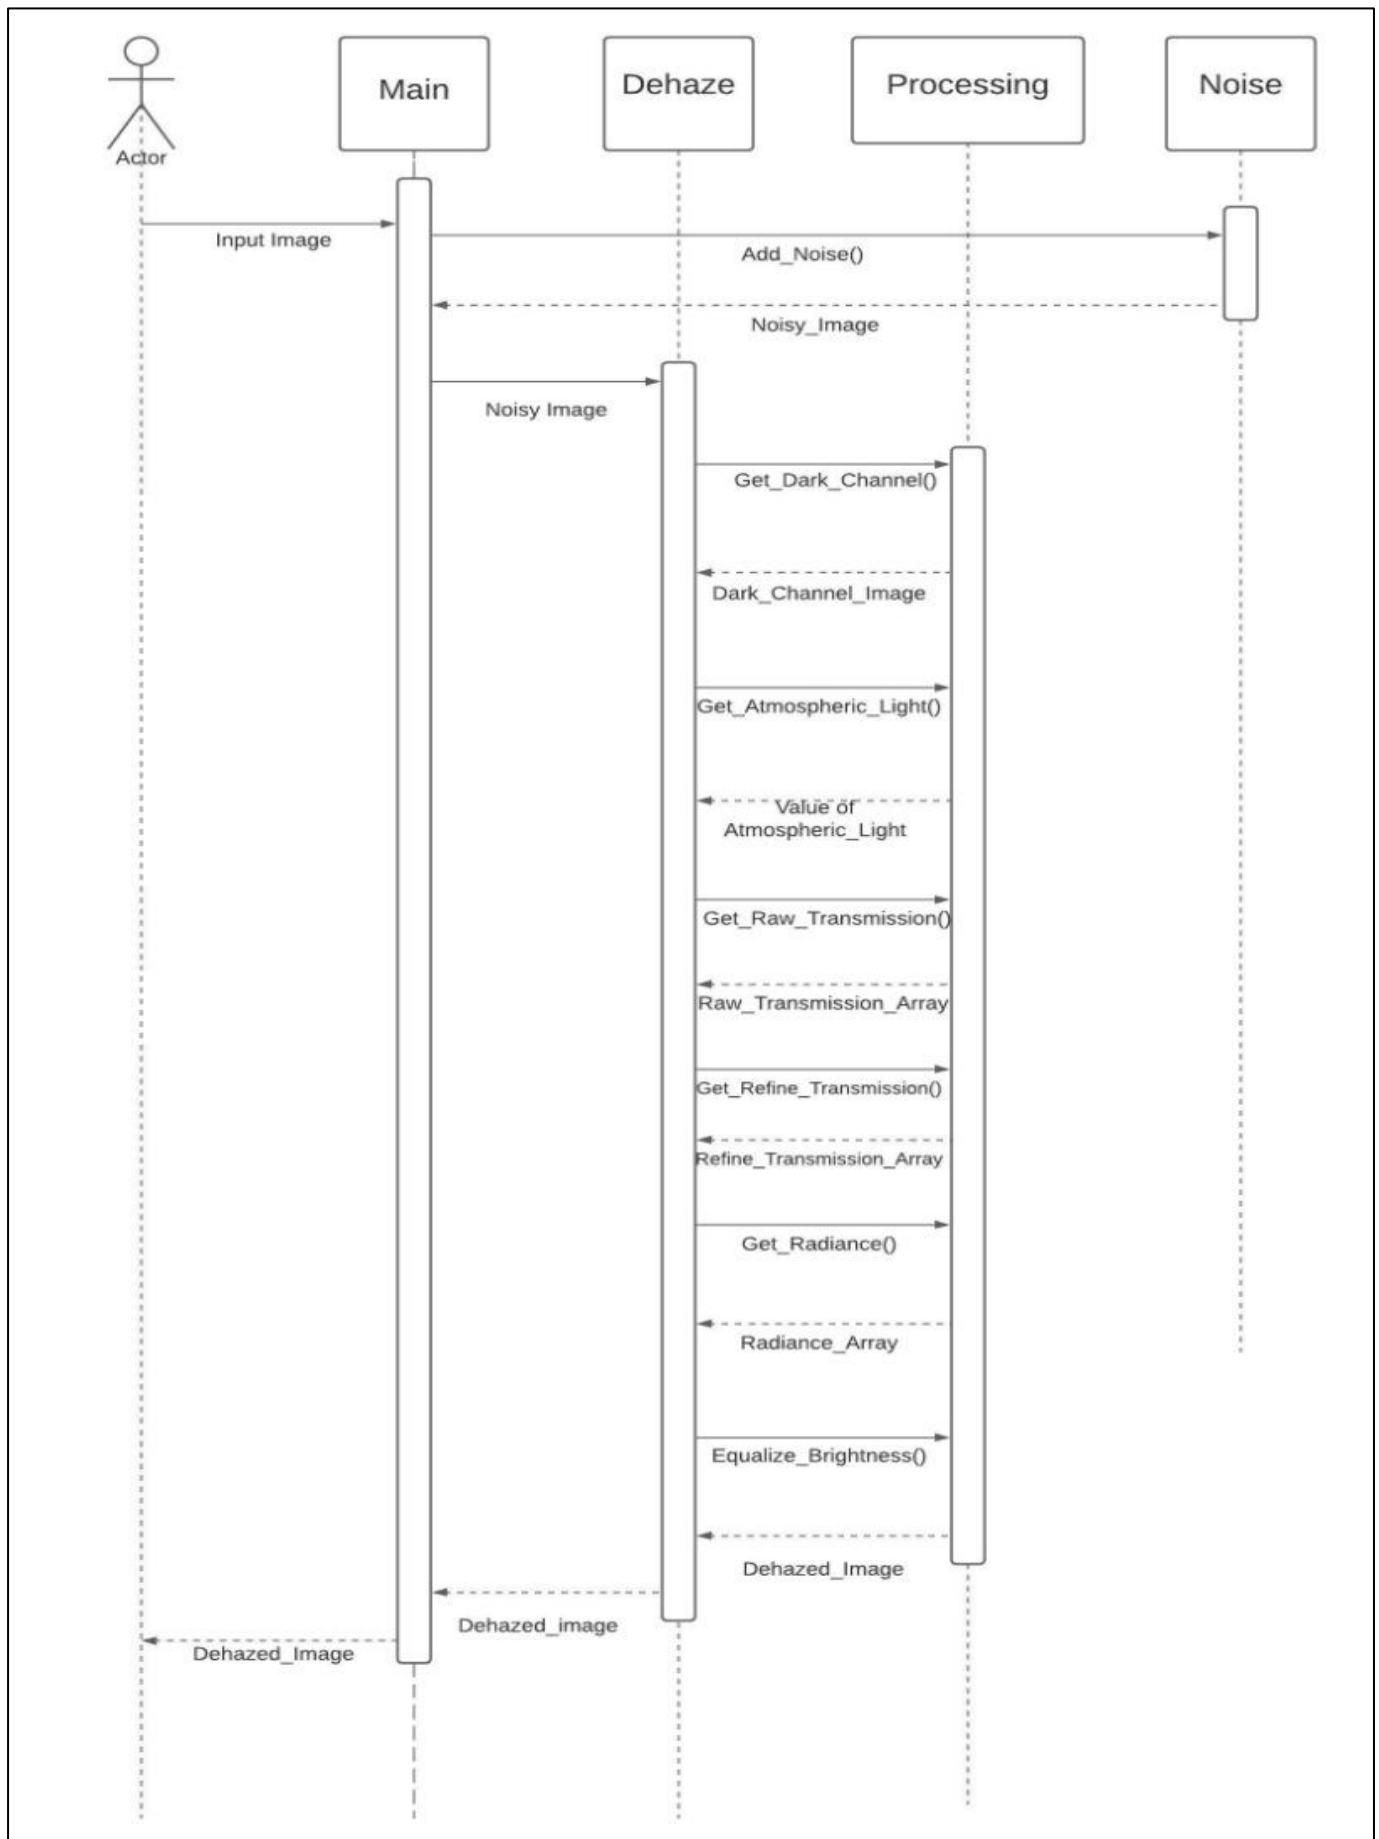 Main
Dehaze
Processing
Noise
Actor
Input Image
Add_Noise()
Noisy_Image
Noisy Image
Get_Dark_Channel()
Dark_Channel_Image
Get_Atmospheric_Light()
Value of
Atmospheric_Light
Get_Raw_Transmission()
Raw_Transmission_Array
Get_Refine_Transmission()
Refine_Transmission_Array
Get_Radiance()
Radiance_Array
Equalize_Brightness()
Dehazed_Image
Dehazed_image
Dehazed_Image